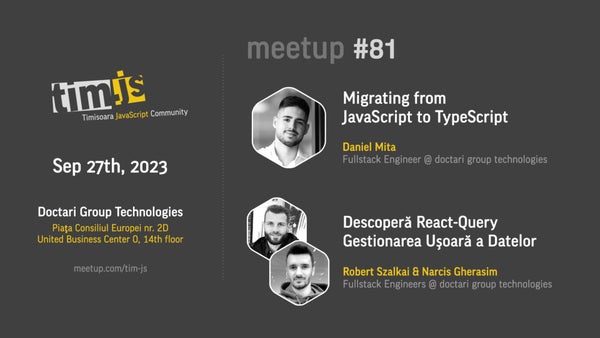 timjs
Timisoara JavaScript Community
Sep 27th, 2023
Doctari Group Technologies
Piața Consiliul Europei nr. 2D
United Business Center 0, 14th floor
meetup.com/tim-js
meetup #81
Migrating from
JavaScript to TypeScript
Daniel Mita
Fullstack Engineer @ doctari group technologies
Descoperă React-Query
Gestionarea Ușoară a Datelor
Robert Szalkai & Narcis Gherasim
Fullstack Engineers @ doctari group technologies